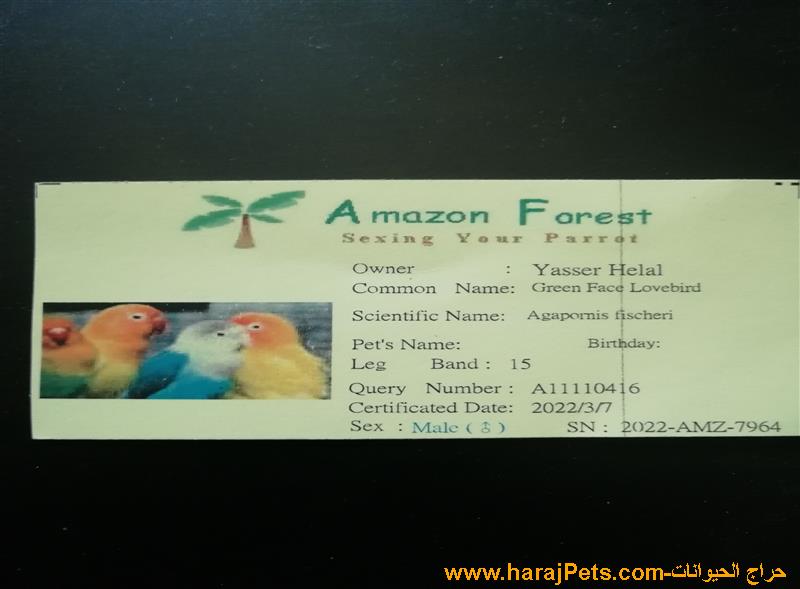 Amazon Forest
Sexing Your Parrot
Owner : Yasser Helal
Common Name: Green Face Lovebird
Scientific Name: Agapornis fischeri
Pet's Name: Birthday:
Leg Band : 15
Query Number : A11110416
Certificated Date: 2022/3/7
Sex : Male (♂) SN : 2022-AMZ-7964
www.harajPets.com-حراج الحيوانات